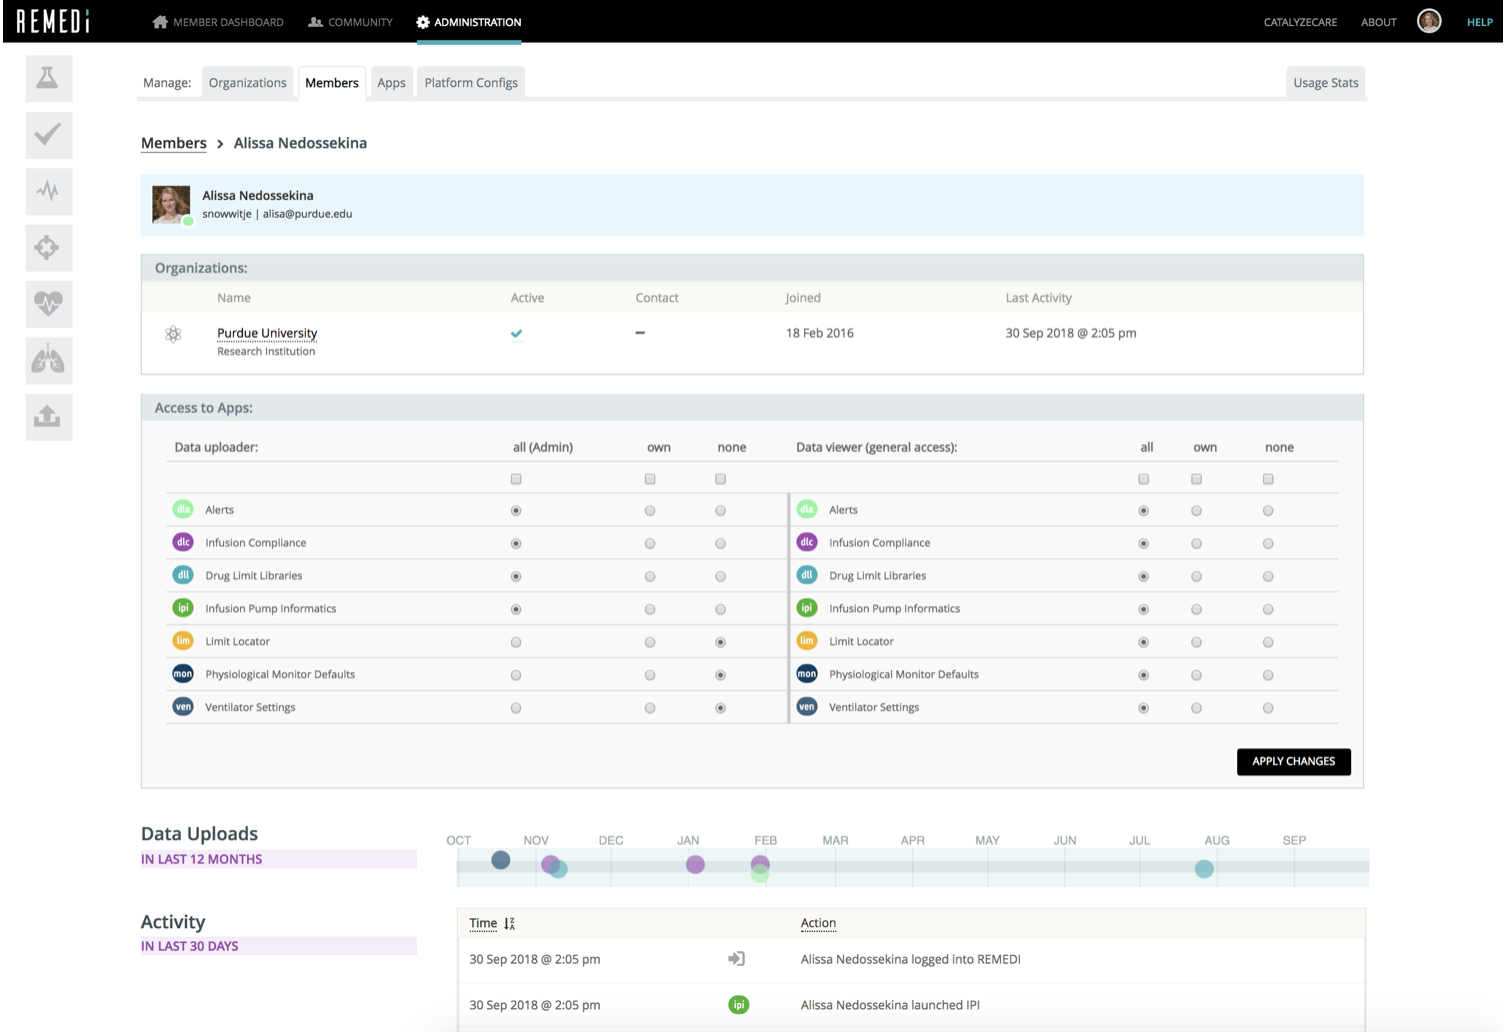 REMEDi MEMBER DASHBOARD COMMUNITY ADMINISTRATION CATALYZECARE ABOUT HELP
Manage: Organizations Members Apps Platform Configs Usage Stats
Members > Alissa Nedossekina
Alissa Nedossekina
snowwitje | alisa@purdue.edu
Organizations:
Name Active Contact Joined Last Activity
Purdue University – 18 Feb 2016 30 Sep 2018 @ 2:05 pm
Research Institution
Access to Apps:
Data uploader: all (Admin) own none Data viewer (general access): all own none
dla Alerts dla Alerts
dlc Infusion Compliance dlc Infusion Compliance
dll Drug Limit Libraries dll Drug Limit Libraries
ipi Infusion Pump Informatics ipi Infusion Pump Informatics
lim Limit Locator lim Limit Locator
mon Physiological Monitor Defaults mon Physiological Monitor Defaults
ven Ventilator Settings ven Ventilator Settings
APPLY CHANGES
Data Uploads
IN LAST 12 MONTHS
OCT NOV DEC JAN FEB MAR APR MAY JUN JUL AUG SEP
Activity
IN LAST 30 DAYS
Time Action
30 Sep 2018 @ 2:05 pm Alissa Nedossekina logged into REMEDI
30 Sep 2018 @ 2:05 pm ipi Alissa Nedossekina launched IPI